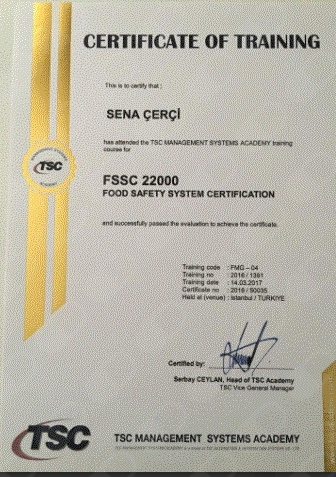 CERTIFICATE OF TRAINING
This is to certify that ;
SENA ÇERÇİ
has attended the TSC MANAGEMENT SYSTEMS ACADEMY training
course for
TSC
ACADEMY
FSSC 22000
FOOD SAFETY SYSTEM CERTIFICATION
and successfully passed the evaluation to achieve the certificate.
Training code : FMG – 04
Training no : 2016 / 1391
Training date : 14.03.2017
Certificate no : 2016 / 50035
Held at (venue) : Istanbul / TURKIYE
Certified by:
Serbay CEYLAN, Head of TSC Academy
TSC Vice General Manager
TSC
TSC MANAGEMENT SYSTEMS ACADEMY